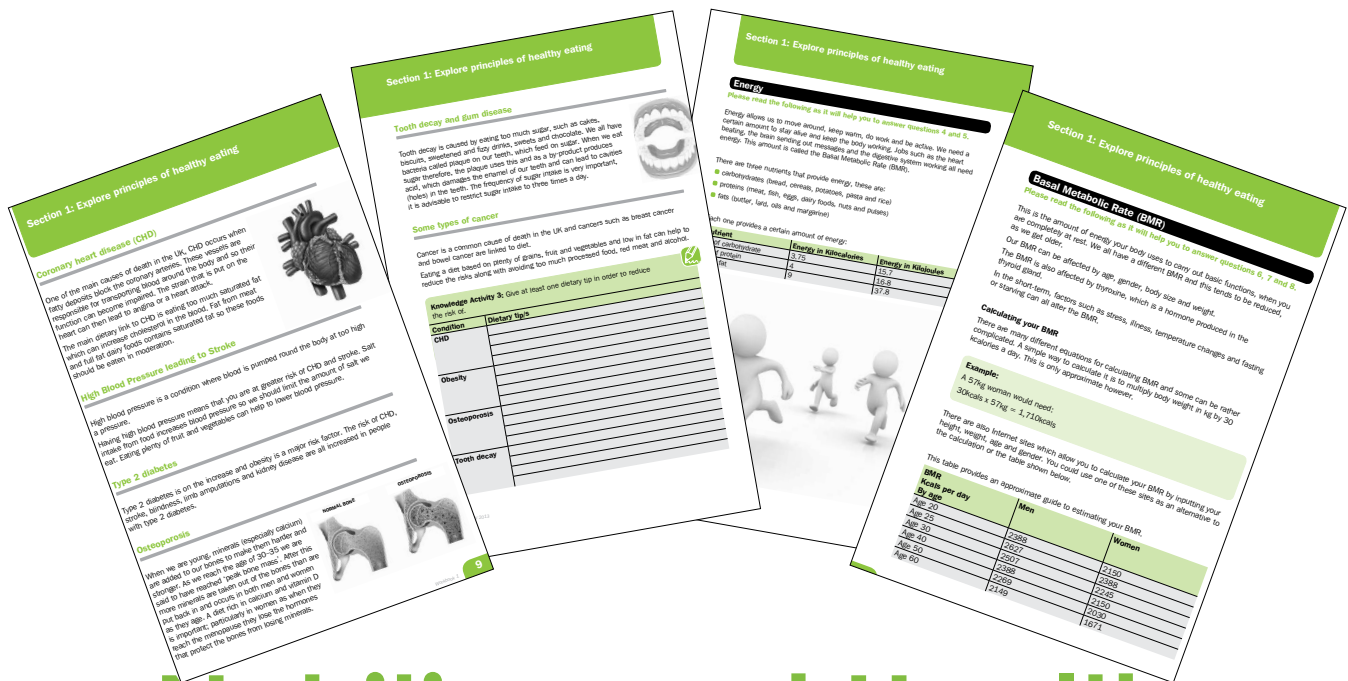 Section 1: Explore principles of healthy eating
Coronary heart disease (CHD)
One of the main causes of death in the UK, CHD occurs when
fatty deposits block the coronary arteries. These vessels are
responsible for transporting blood around the body and so their
function can become impaired. The strain that is put on the
heart can then lead to angina or a heart attack.
The main dietary link to CHD is eating too much saturated fat
which can increase cholesterol in the blood. Fat from meat
and full fat dairy foods contains saturated fat so these foods
should be eaten in moderation.
High Blood Pressure leading to Stroke
High blood pressure is a condition where blood is pumped round the body at too high
a pressure.
Having high blood pressure means that you are at greater risk of CHD and stroke. Salt
intake from food increases blood pressure so we should limit the amount of salt we
eat. Eating plenty of fruit and vegetables can help to lower blood pressure.
Type 2 diabetes
Type 2 diabetes is on the increase and obesity is a major risk factor. The risk of CHD,
stroke, blindness, limb amputations and kidney disease are all increased in people
with type 2 diabetes.
Osteoporosis
When we are young, minerals (especially calcium)
are added to our bones to make them harder and
stronger. As we reach the age of 30–35 we are
said to have reached ‘peak bone mass’. After this
more minerals are taken out of the bones than are
put back in and occurs in both men and women
as they age. A diet rich in calcium and vitamin D
is important; particularly in women as when they
reach the menopause they lose the hormones
that protect the bones from losing minerals.
NORMAL BONE
OSTEOPOROSIS
9
Section 1: Explore principles of healthy eating
Tooth decay and gum disease
Tooth decay is caused by eating too much sugar, such as cakes,
biscuits, sweetened and fizzy drinks, sweets and chocolate. We all have
bacteria called plaque on our teeth, which feed on sugar. When we eat
sugar therefore, the plaque uses this and as a by-product produces
acid, which damages the enamel of our teeth and can lead to cavities
(holes) in the teeth. The frequency of sugar intake is very important,
it is advisable to restrict sugar intake to three times a day.
Some types of cancer
Cancer is a common cause of death in the UK and cancers such as breast cancer
and bowel cancer are linked to diet.
Eating a diet based on plenty of grains, fruit and vegetables and low in fat can help to
reduce the risks along with avoiding too much processed food, red meat and alcohol.
Knowledge Activity 3: Give at least one dietary tip in order to reduce
the risk of.
Condition Dietary tip/s
CHD
Obesity
Osteoporosis
Tooth decay
Section 1: Explore principles of healthy eating
Energy
Please read the following as it will help you to answer questions 4 and 5.
Energy allows us to move around, keep warm, do work and be active. We need a
certain amount to stay alive and keep the body working. Jobs such as the heart
beating, the brain sending out messages and the digestive system working all need
energy. This amount is called the Basal Metabolic Rate (BMR).
There are three nutrients that provide energy, these are:
carbohydrates (bread, cereals, potatoes, pasta and rice)
proteins (meat, fish, eggs, dairy foods, nuts and pulses)
fats (butter, lard, oils and margarine)
ach one provides a certain amount of energy:
trient Energy in Kilocalories Energy in Kilojoules
of carbohydrate 3.75 15.7
protein 4 16.8
fat 9 37.8
Section 1: Explore principles of healthy eating
Basal Metabolic Rate (BMR)
Please read the following as it will help you to answer questions 6, 7 and 8.
This is the amount of energy your body uses to carry out basic functions, when you
are completely at rest. We all have a different BMR and this tends to be reduced,
as we get older.
Our BMR can be affected by age, gender, body size and weight.
The BMR is also affected by thyroxine, which is a hormone produced in the
thyroid gland.
In the short-term, factors such as stress, illness, temperature changes and fasting
or starving can all alter the BMR.
Calculating your BMR
There are many different equations for calculating BMR and some can be rather
complicated. A simple way to calculate it is to multiply body weight in kg by 30
kcalories a day. This is only approximate however.
Example:
A 57kg woman would need:
30kcals x 57kg = 1,710kcals
There are also Internet sites which allow you to calculate your BMR by inputting your
height, weight, age and gender. You could use one of these sites as an alternative to
the calculation or the table shown below.
This table provides an approximate guide to estimating your BMR.
BMR
Kcals per day
By age Men Women
Age 20 2388 2150
Age 25 2627 2388
Age 30 2507 2245
Age 40 2388 2150
Age 50 2269 2030
Age 60 2149 1671